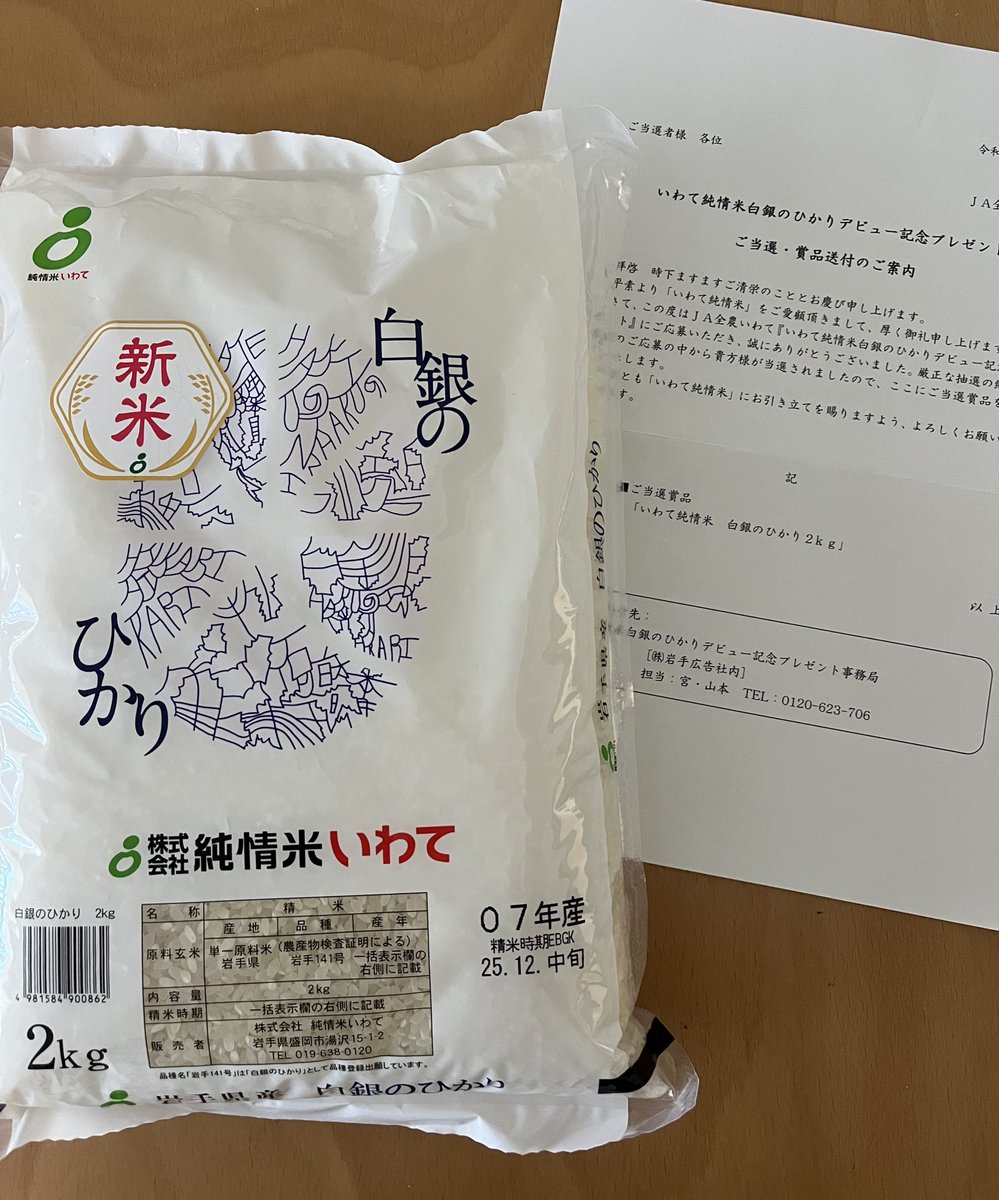 純情米いわて
新米
白銀の
ひかり
株式会社 純情米いわて
白銀のひかり 2kg
4 981584 900862
2kg
名称 精米
産地 品種 産年
原料玄米 単一原料米(農産物検査証明による)
岩手県 岩手141号 一括表示欄の
右側に記載
内容量 2kg
精米時期 一括表示欄の右側に記載
販売者 株式会社 純情米いわて
岩手県盛岡市湯沢15-1-2
TEL 019-638-0120
品種名「岩手141号」は「白銀のひかり」として品種登録出願しています。
07年産
精米時期EBGK
25.12.中旬
岩手県産 白銀のひかり
ご当選者様 各位
令和
JA全
いわて純情米白銀のひかりデビュー記念プレゼント
ご当選・賞品送付のご案内
拝啓 時下ますますご清栄のこととお慶び申し上げます。
平素より「いわて純情米」をご愛顧頂きまして、厚く御礼申し上げます
さて、この度はJA全農いわて『いわて純情米白銀のひかりデビュー記
ト』にご応募いただき、誠にありがとうございました。厳正な抽選の
のご応募の中から貴方様が当選されましたので、ここにご当選賞品を
します。
とも「いわて純情米」にお引き立てを賜りますよう、よろしくお願い
す。
記
■ご当選賞品
「いわて純情米 白銀のひかり2kg」
以上
先:
白銀のひかりデビュー記念プレゼント事務局
[㈱岩手広告社内]
担当:宮・山本 TEL:0120-623-706